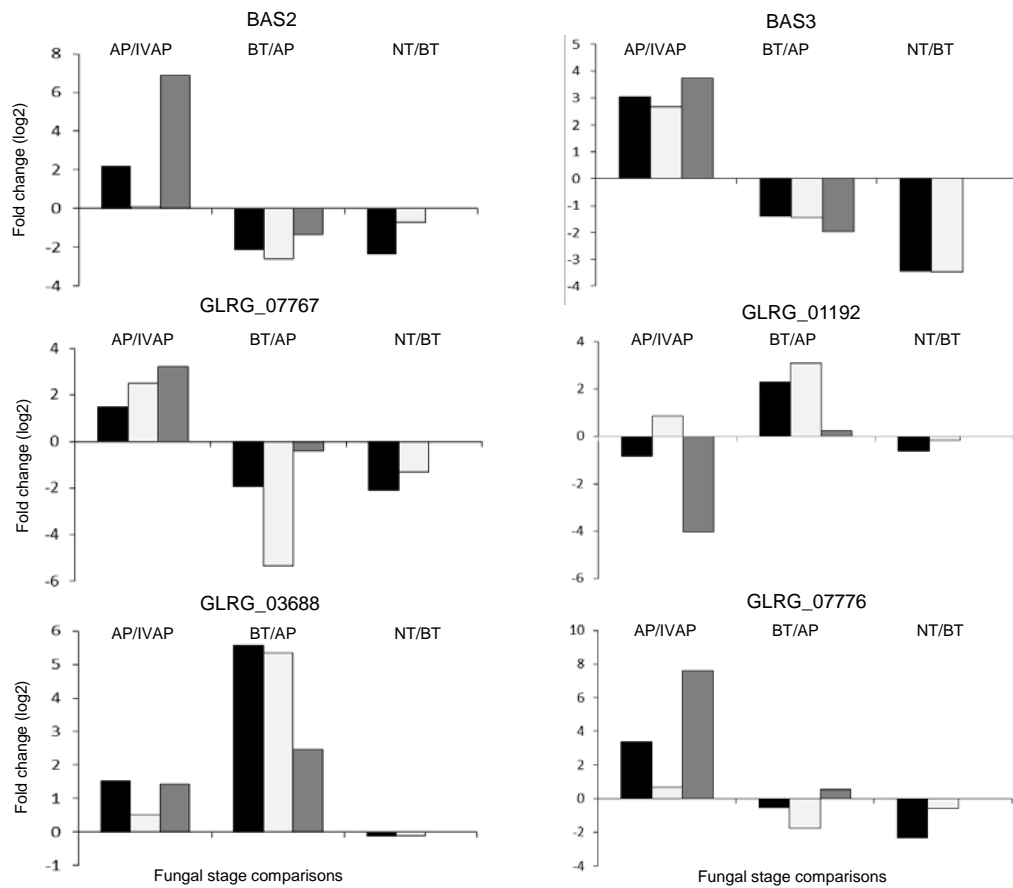 BAS2
AP/IVAP BT/AP NT/BT
Fold change (log2)
8
6
4
2
0
-2
-4
BAS3
AP/IVAP BT/AP NT/BT
5
4
3
2
1
0
-1
-2
-3
-4
GLRG_07767
AP/IVAP BT/AP NT/BT
Fold change (log2)
4
2
0
-2
-4
-6
GLRG_01192
AP/IVAP BT/AP NT/BT
4
2
0
-2
-4
-6
GLRG_03688
AP/IVAP BT/AP NT/BT
Fold change (log2)
6
5
4
3
2
1
0
-1
Fungal stage comparisons
GLRG_07776
AP/IVAP BT/AP NT/BT
10
8
6
4
2
0
-2
-4
Fungal stage comparisons